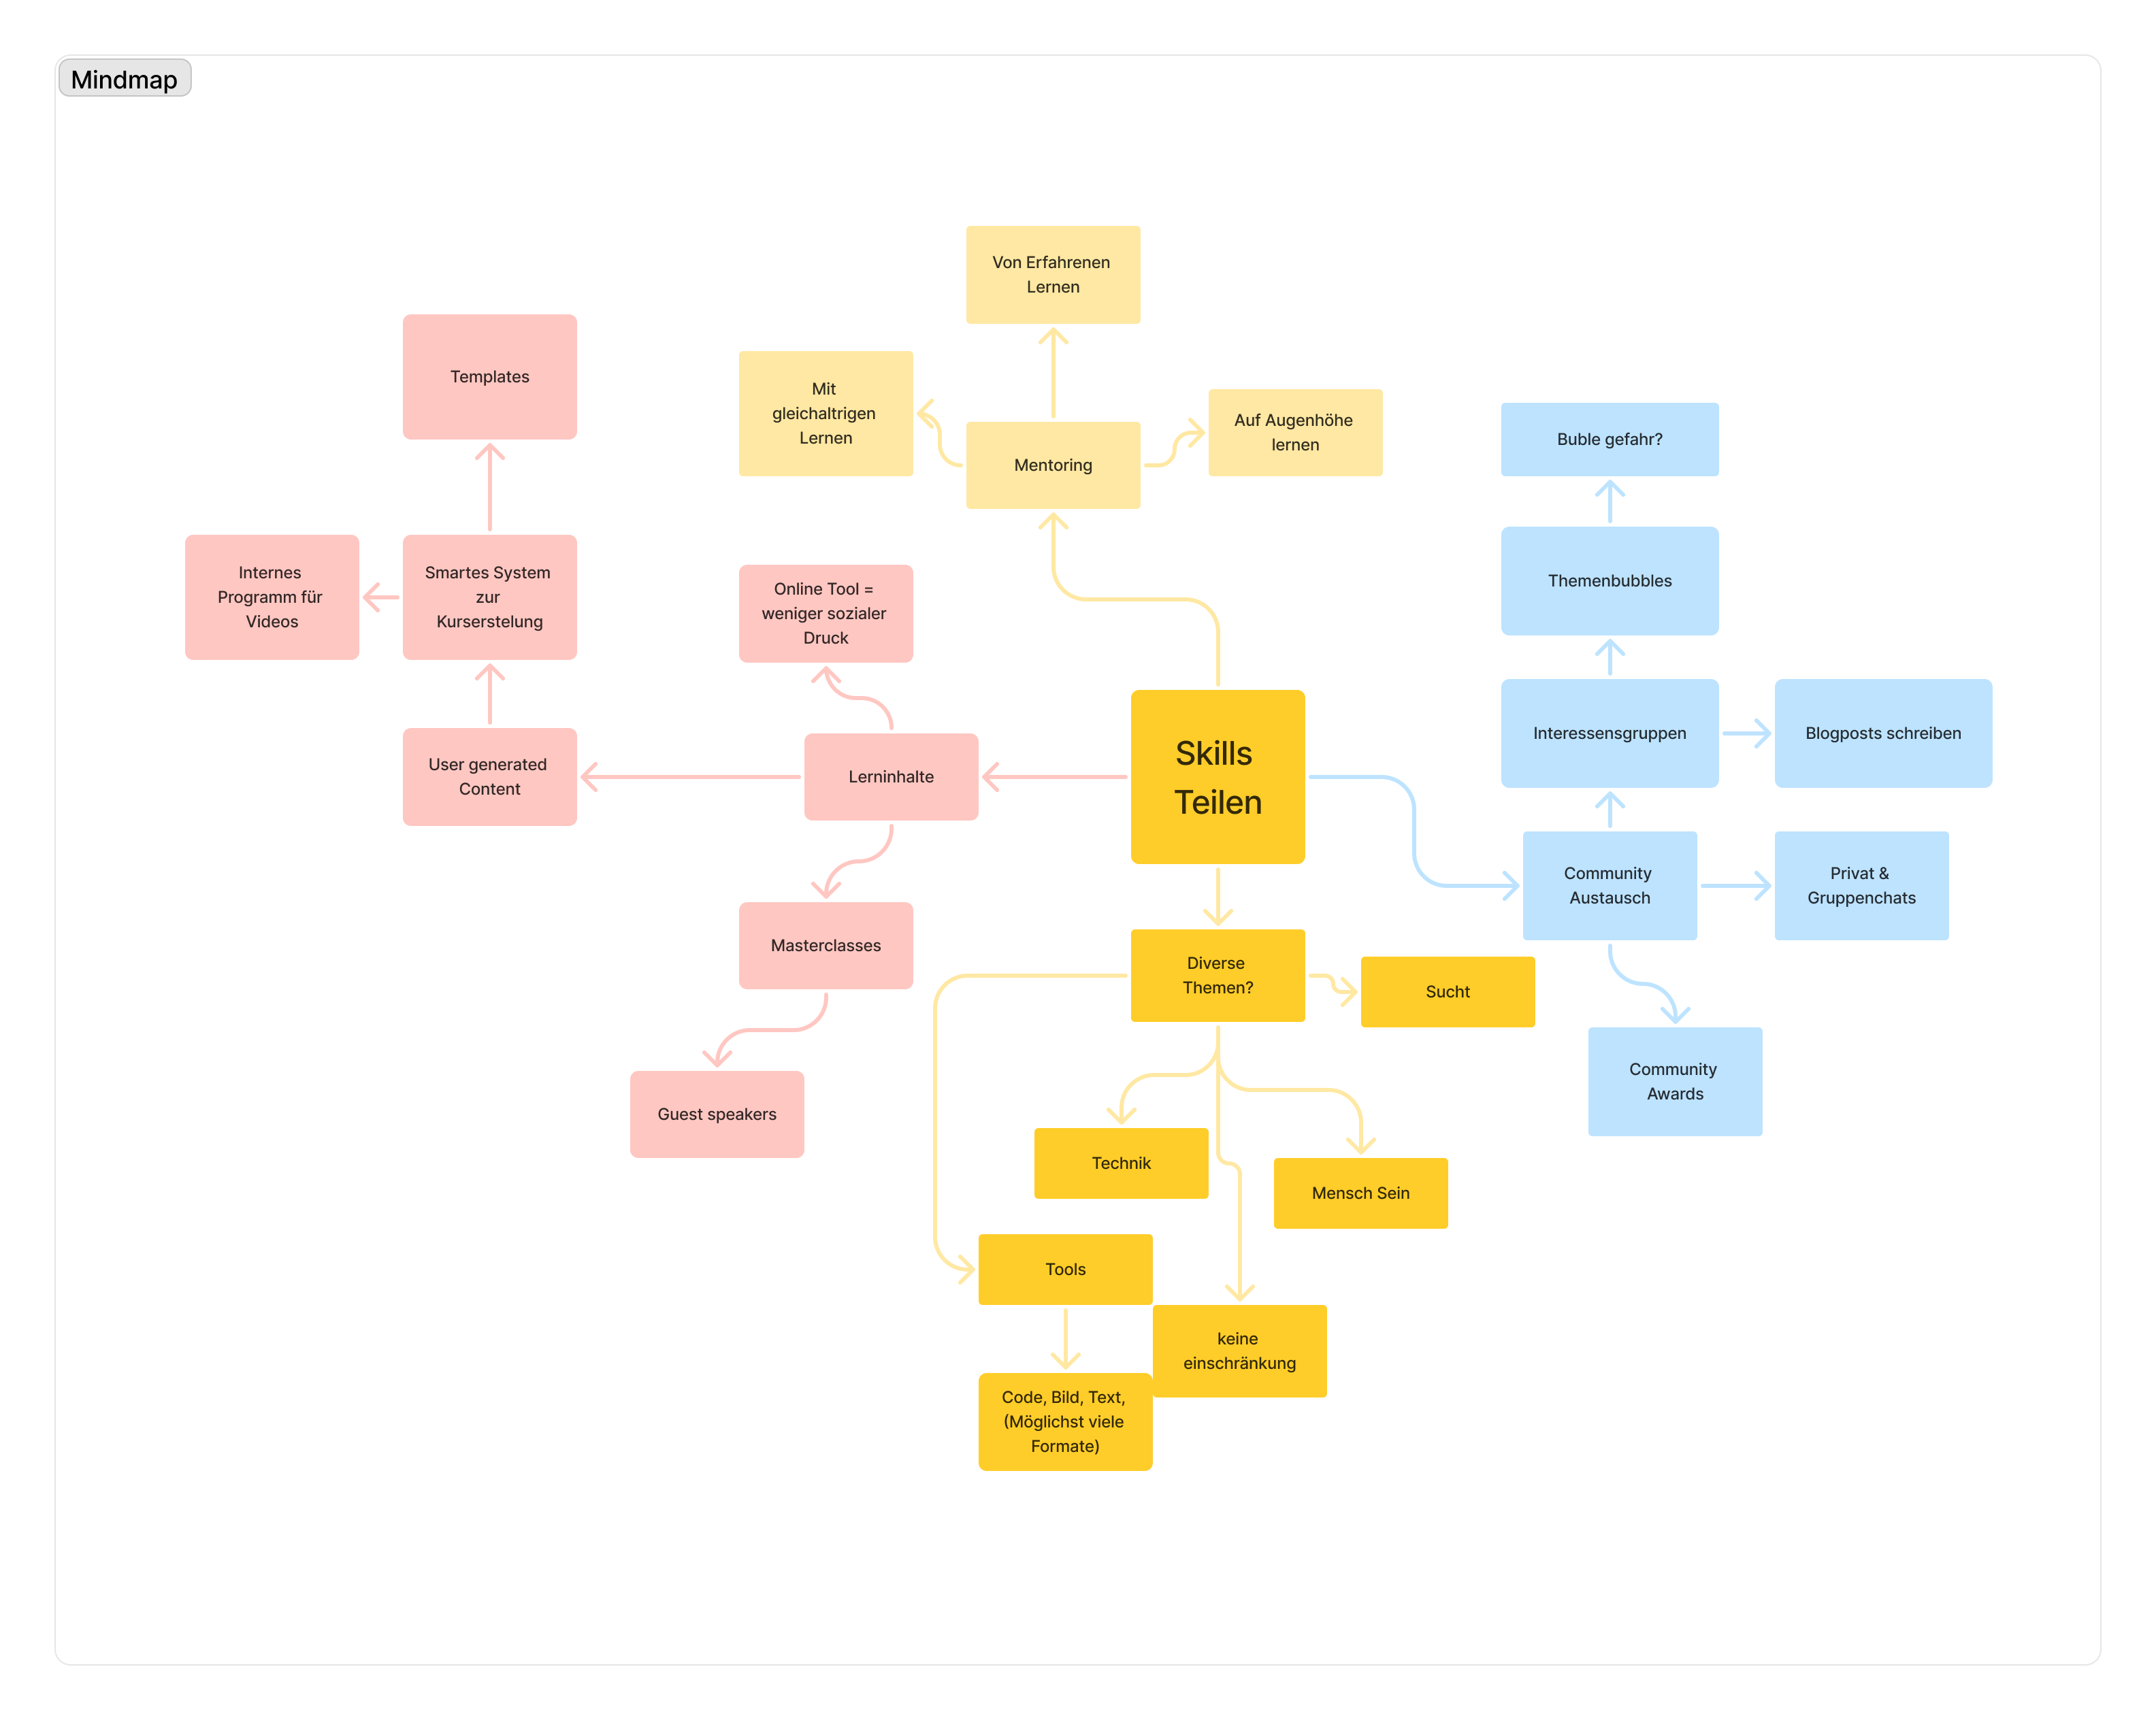 Mindmap
Von Erfahrenen
Lernen
Templates
Mit
gleichaltrigen
Lernen
Auf Augenhöhe
lernen
Mentoring
Buble gefahr?
Internes
Programm für
Videos
Smartes System
zur
Kurserstelung
Online Tool =
weniger sozialer
Druck
Themenbubbles
User generated
Content
Lerninhalte
Skills
Teilen
Interessensgruppen
Blogposts schreiben
Community
Austausch
Privat &
Gruppenchats
Masterclasses
Diverse
Themen?
Sucht
Community
Awards
Guest speakers
Technik
Mensch Sein
Tools
keine
einschränkung
Code, Bild, Text,
(Möglichst viele
Formate)